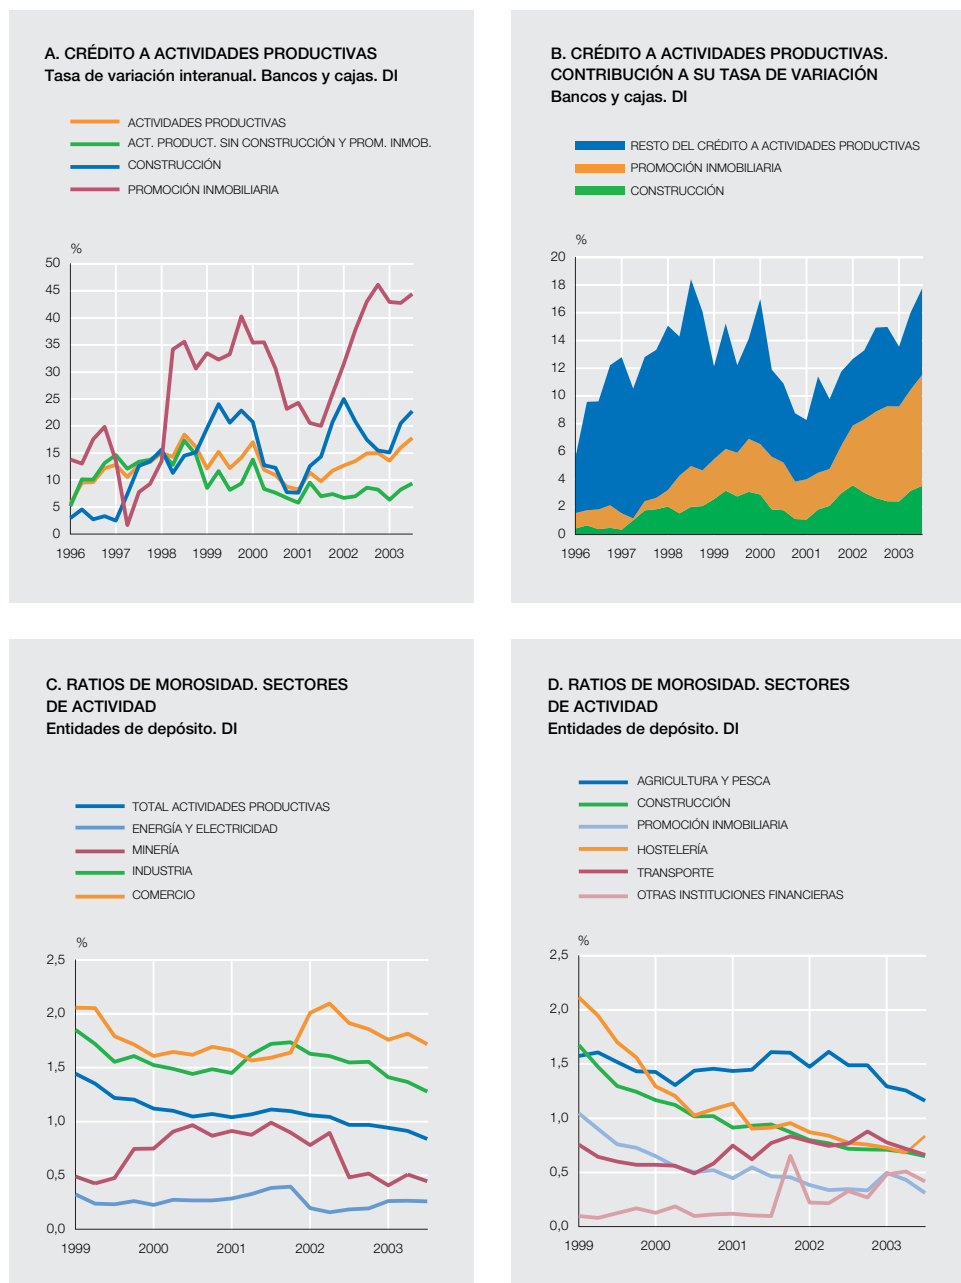 A. CRÉDITO A ACTIVIDADES PRODUCTIVAS
Tasa de variación interanual. Bancos y cajas. DI
ACTIVIDADES PRODUCTIVAS
ACT. PRODUCT. SIN CONSTRUCCIÓN Y PROM. INMOB.
CONSTRUCCIÓN
PROMOCIÓN INMOBILIARIA
%
50
45
40
35
30
25
20
15
10
5
0
1996 1997 1998 1999 2000 2001 2002 2003
B. CRÉDITO A ACTIVIDADES PRODUCTIVAS.
CONTRIBUCIÓN A SU TASA DE VARIACIÓN
Bancos y cajas. DI
RESTO DEL CRÉDITO A ACTIVIDADES PRODUCTIVAS
PROMOCIÓN INMOBILIARIA
CONSTRUCCIÓN
%
20
18
16
14
12
10
8
6
4
2
0
1996 1997 1998 1999 2000 2001 2002 2003
C. RATIOS DE MOROSIDAD. SECTORES
DE ACTIVIDAD
Entidades de depósito. DI
TOTAL ACTIVIDADES PRODUCTIVAS
ENERGÍA Y ELECTRICIDAD
MINERÍA
INDUSTRIA
COMERCIO
%
2,5
2,0
1,5
1,0
0,5
0,0
1999 2000 2001 2002 2003
D. RATIOS DE MOROSIDAD. SECTORES
DE ACTIVIDAD
Entidades de depósito. DI
AGRICULTURA Y PESCA
CONSTRUCCIÓN
PROMOCIÓN INMOBILIARIA
HOSTELERÍA
TRANSPORTE
OTRAS INSTITUCIONES FINANCIERAS
%
2,5
2,0
1,5
1,0
0,5
0,0
1999 2000 2001 2002 2003